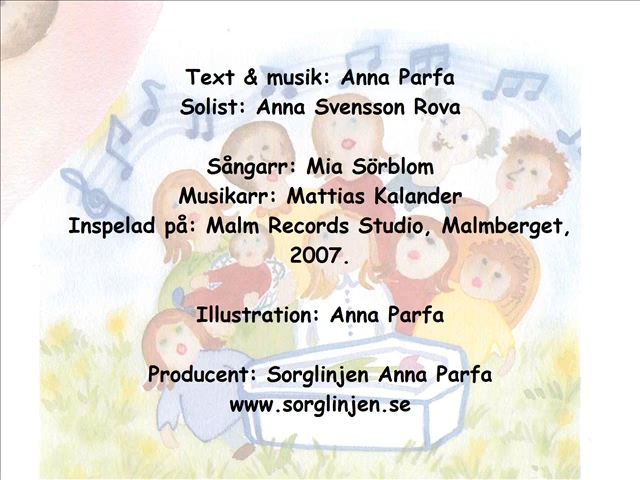 Text & musik: Anna Parfa
Solist: Anna Svensson Rova
Sångarr: Mia Sörblom
Musikarr: Mattias Kalander
Inspelad på: Malm Records Studio, Malmberget,
2007.
Illustration: Anna Parfa
Producent: Sorglinjen Anna Parfa
www.sorglinjen.se